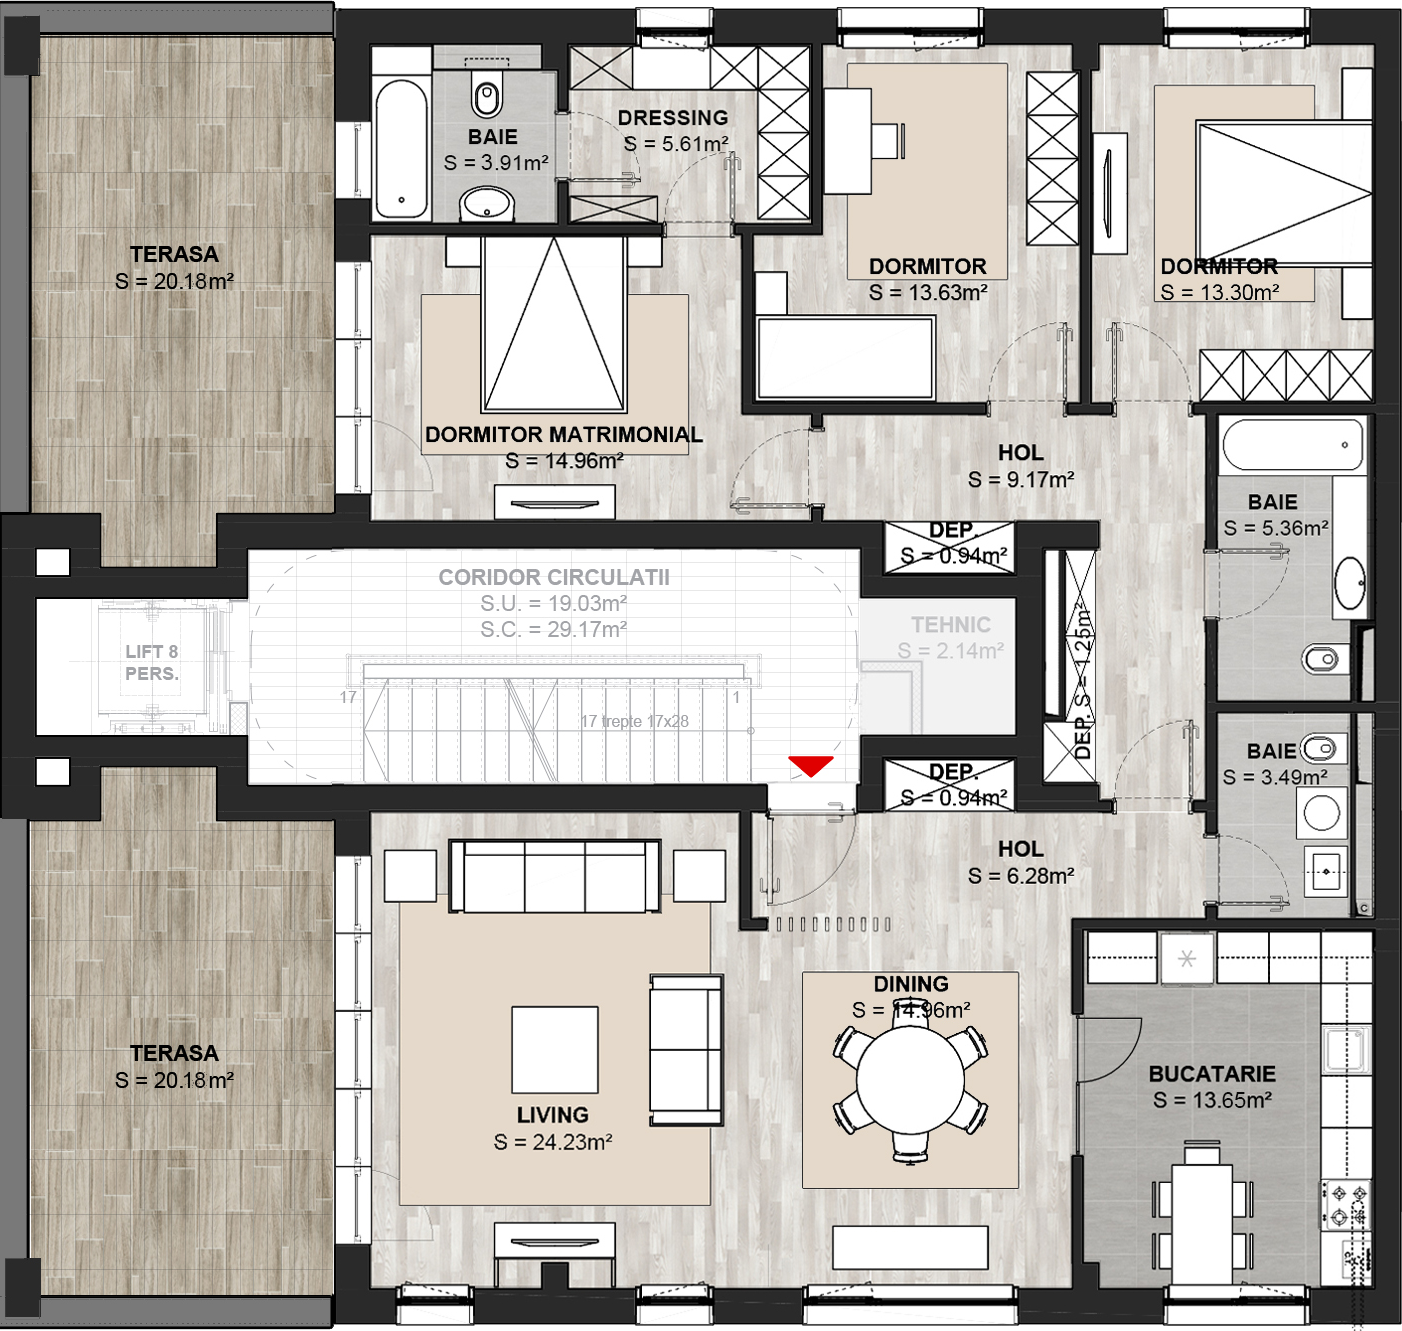 BAIE
S = 3.91m²
DRESSING
S = 5.61m²
TERASA
S = 20.18m²
DORMITOR
S = 13.63m²
DORMITOR
S = 13.30m²
DORMITOR MATRIMONIAL
S = 14.96m²
HOL
S = 9.17m²
BAIE
S = 5.36m²
DEP.
S = 0.94m²
CORIDOR CIRCULATII
S.U. = 19.03m²
S.C. = 29.17m²
TEHNIC
S = 2.14m²
LIFT 8
PERS.
DEP. S = 1.25m²
17
1
17 trepte 17x28
BAIE
S = 3.49m²
DEP.
S = 0.94m²
HOL
S = 6.28m²
TERASA
S = 20.18m²
LIVING
S = 24.23m²
DINING
S = 14.96m²
BUCATARIE
S = 13.65m²